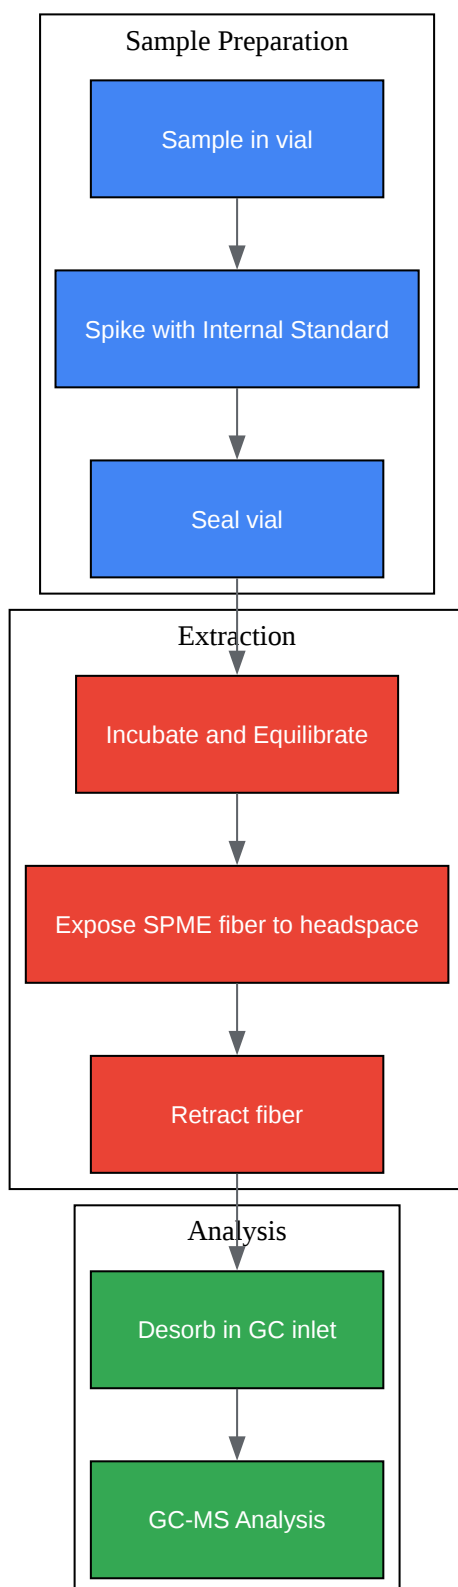 Sample Preparation
Sample in vial
Spike with Internal Standard
Seal vial
Extraction
Incubate and Equilibrate
Expose SPME fiber to headspace
Retract fiber
Analysis
Desorb in GC inlet
GC-MS Analysis